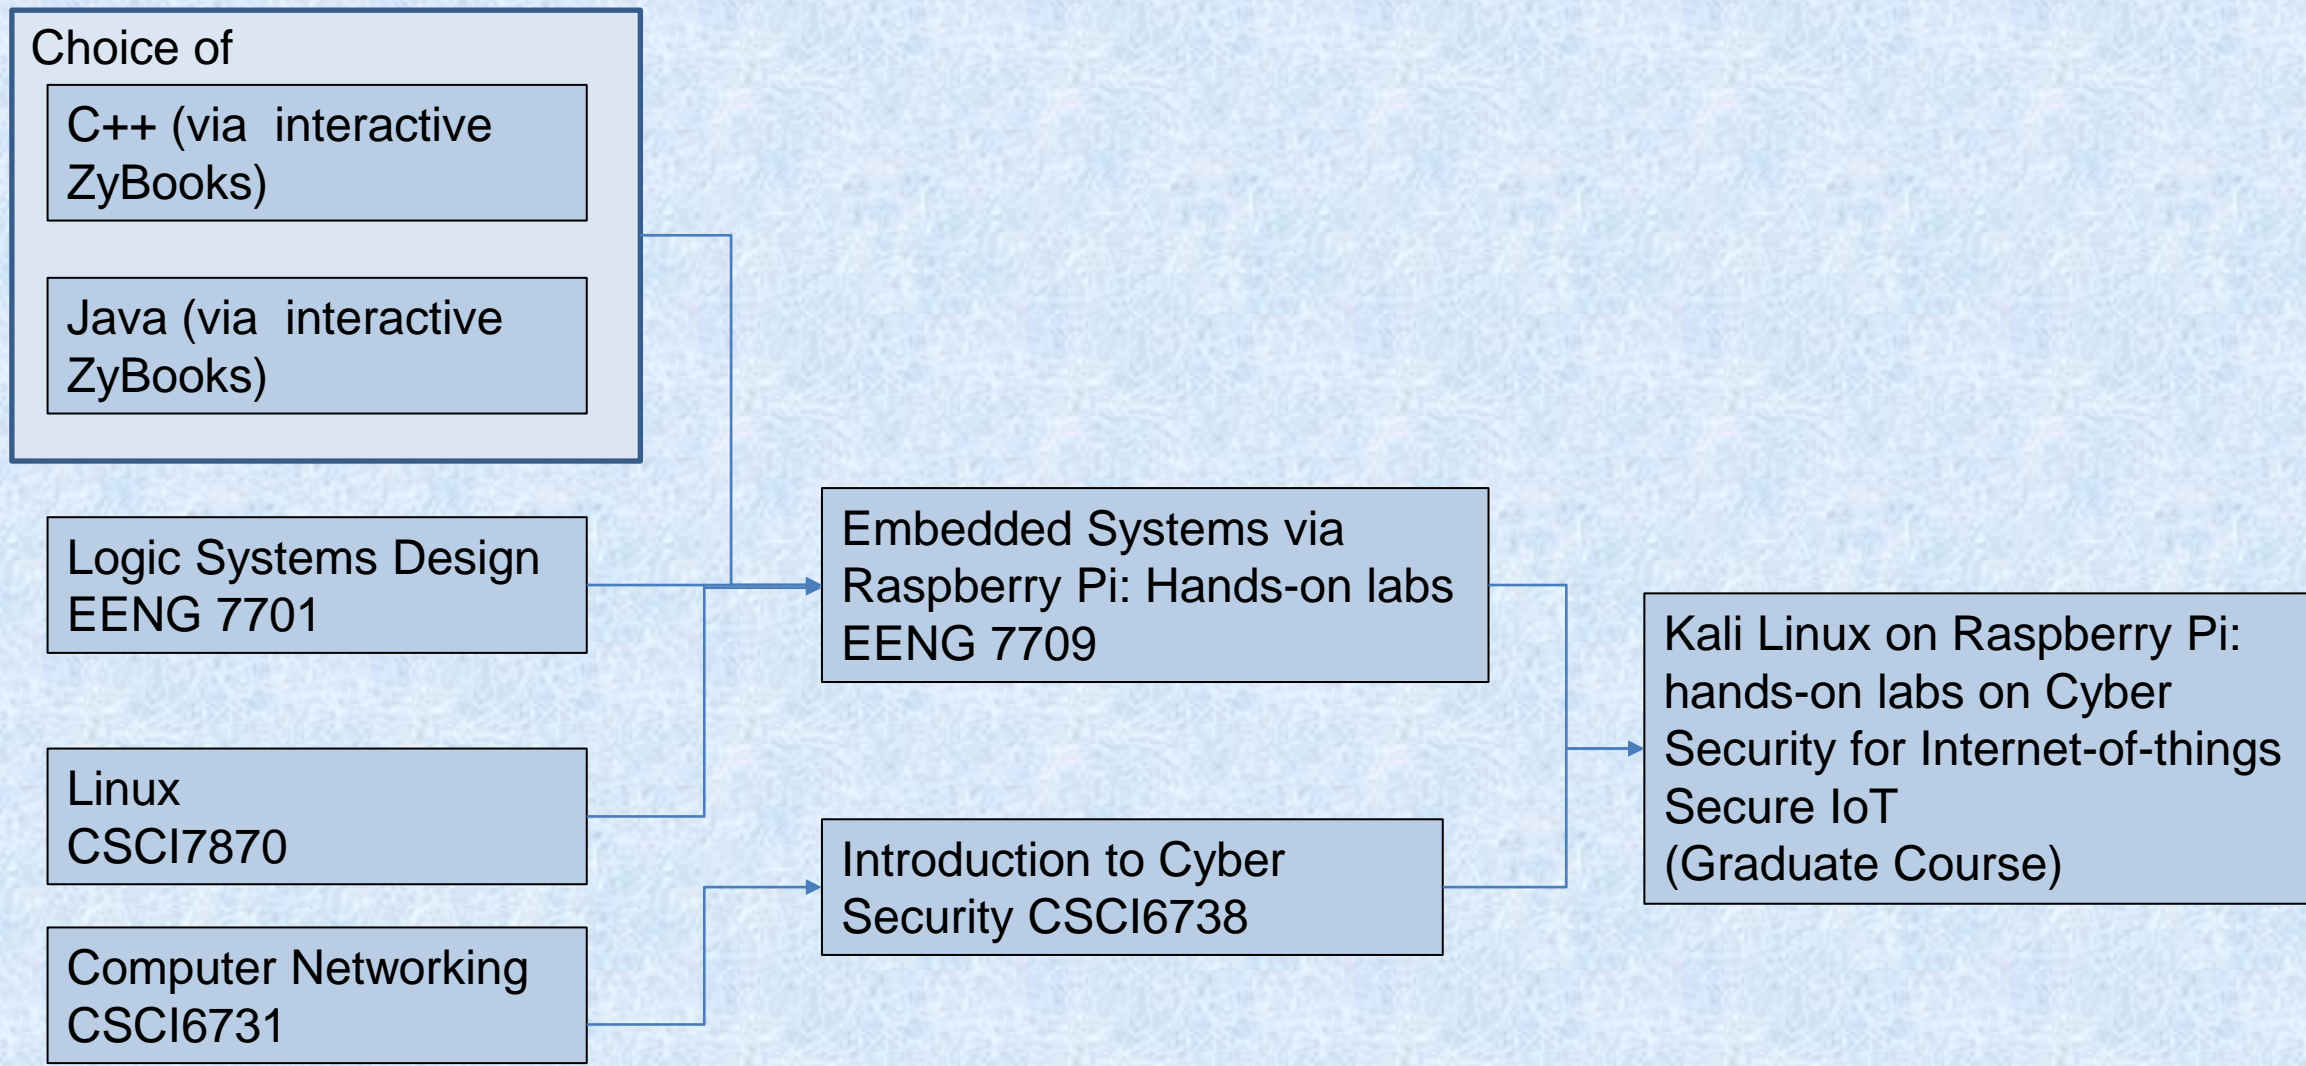 Choice of
C++ (via  interactive
ZyBooks)
Java (via  interactive
ZyBooks)
Logic Systems Design
EENG 7701
Linux
CSCI7870
Computer Networking
CSCI6731
Embedded Systems via
Raspberry Pi: Hands-on labs
EENG 7709
Introduction to Cyber
Security CSCI6738
Kali Linux on Raspberry Pi:
hands-on labs on Cyber
Security for Internet-of-things
Secure IoT
(Graduate Course)